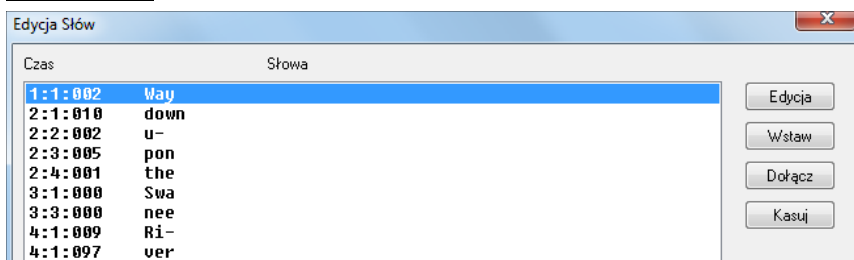 Edycja Słów
Czas Słowa
1:1:002 Way
2:1:010 down
2:2:002 u-
2:3:005 pon
2:4:001 the
3:1:000 Swa
3:3:000 nee
4:1:009 Ri-
4:1:097 ver
Edycja
Wstaw
Dołącz
Kasuj